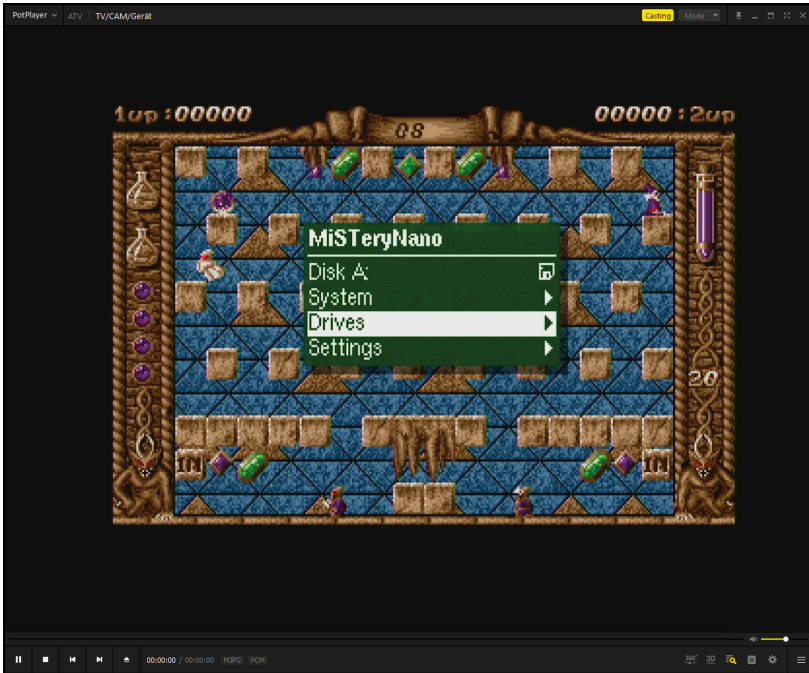 PotPlayer ATV TV/CAM/Gerät Casting Mode
1up:00000 08 00000:2up
MiSTeryNano
Disk A:
System
Drives
Settings
20
IN IN
00:00:00 / 00:00:00 MJPG PCM 360° 3D